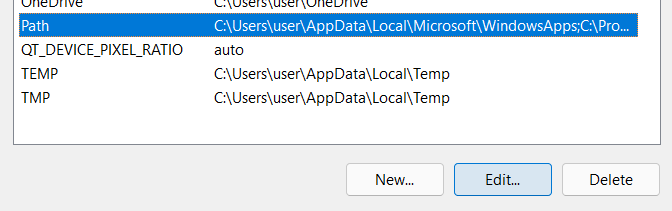 OneDrive C:\Users\user\OneDrive
Path C:\Users\user\AppData\Local\Microsoft\WindowsApps;C:\Pro...
QT_DEVICE_PIXEL_RATIO auto
TEMP C:\Users\user\AppData\Local\Temp
TMP C:\Users\user\AppData\Local\Temp
New... Edit... Delete